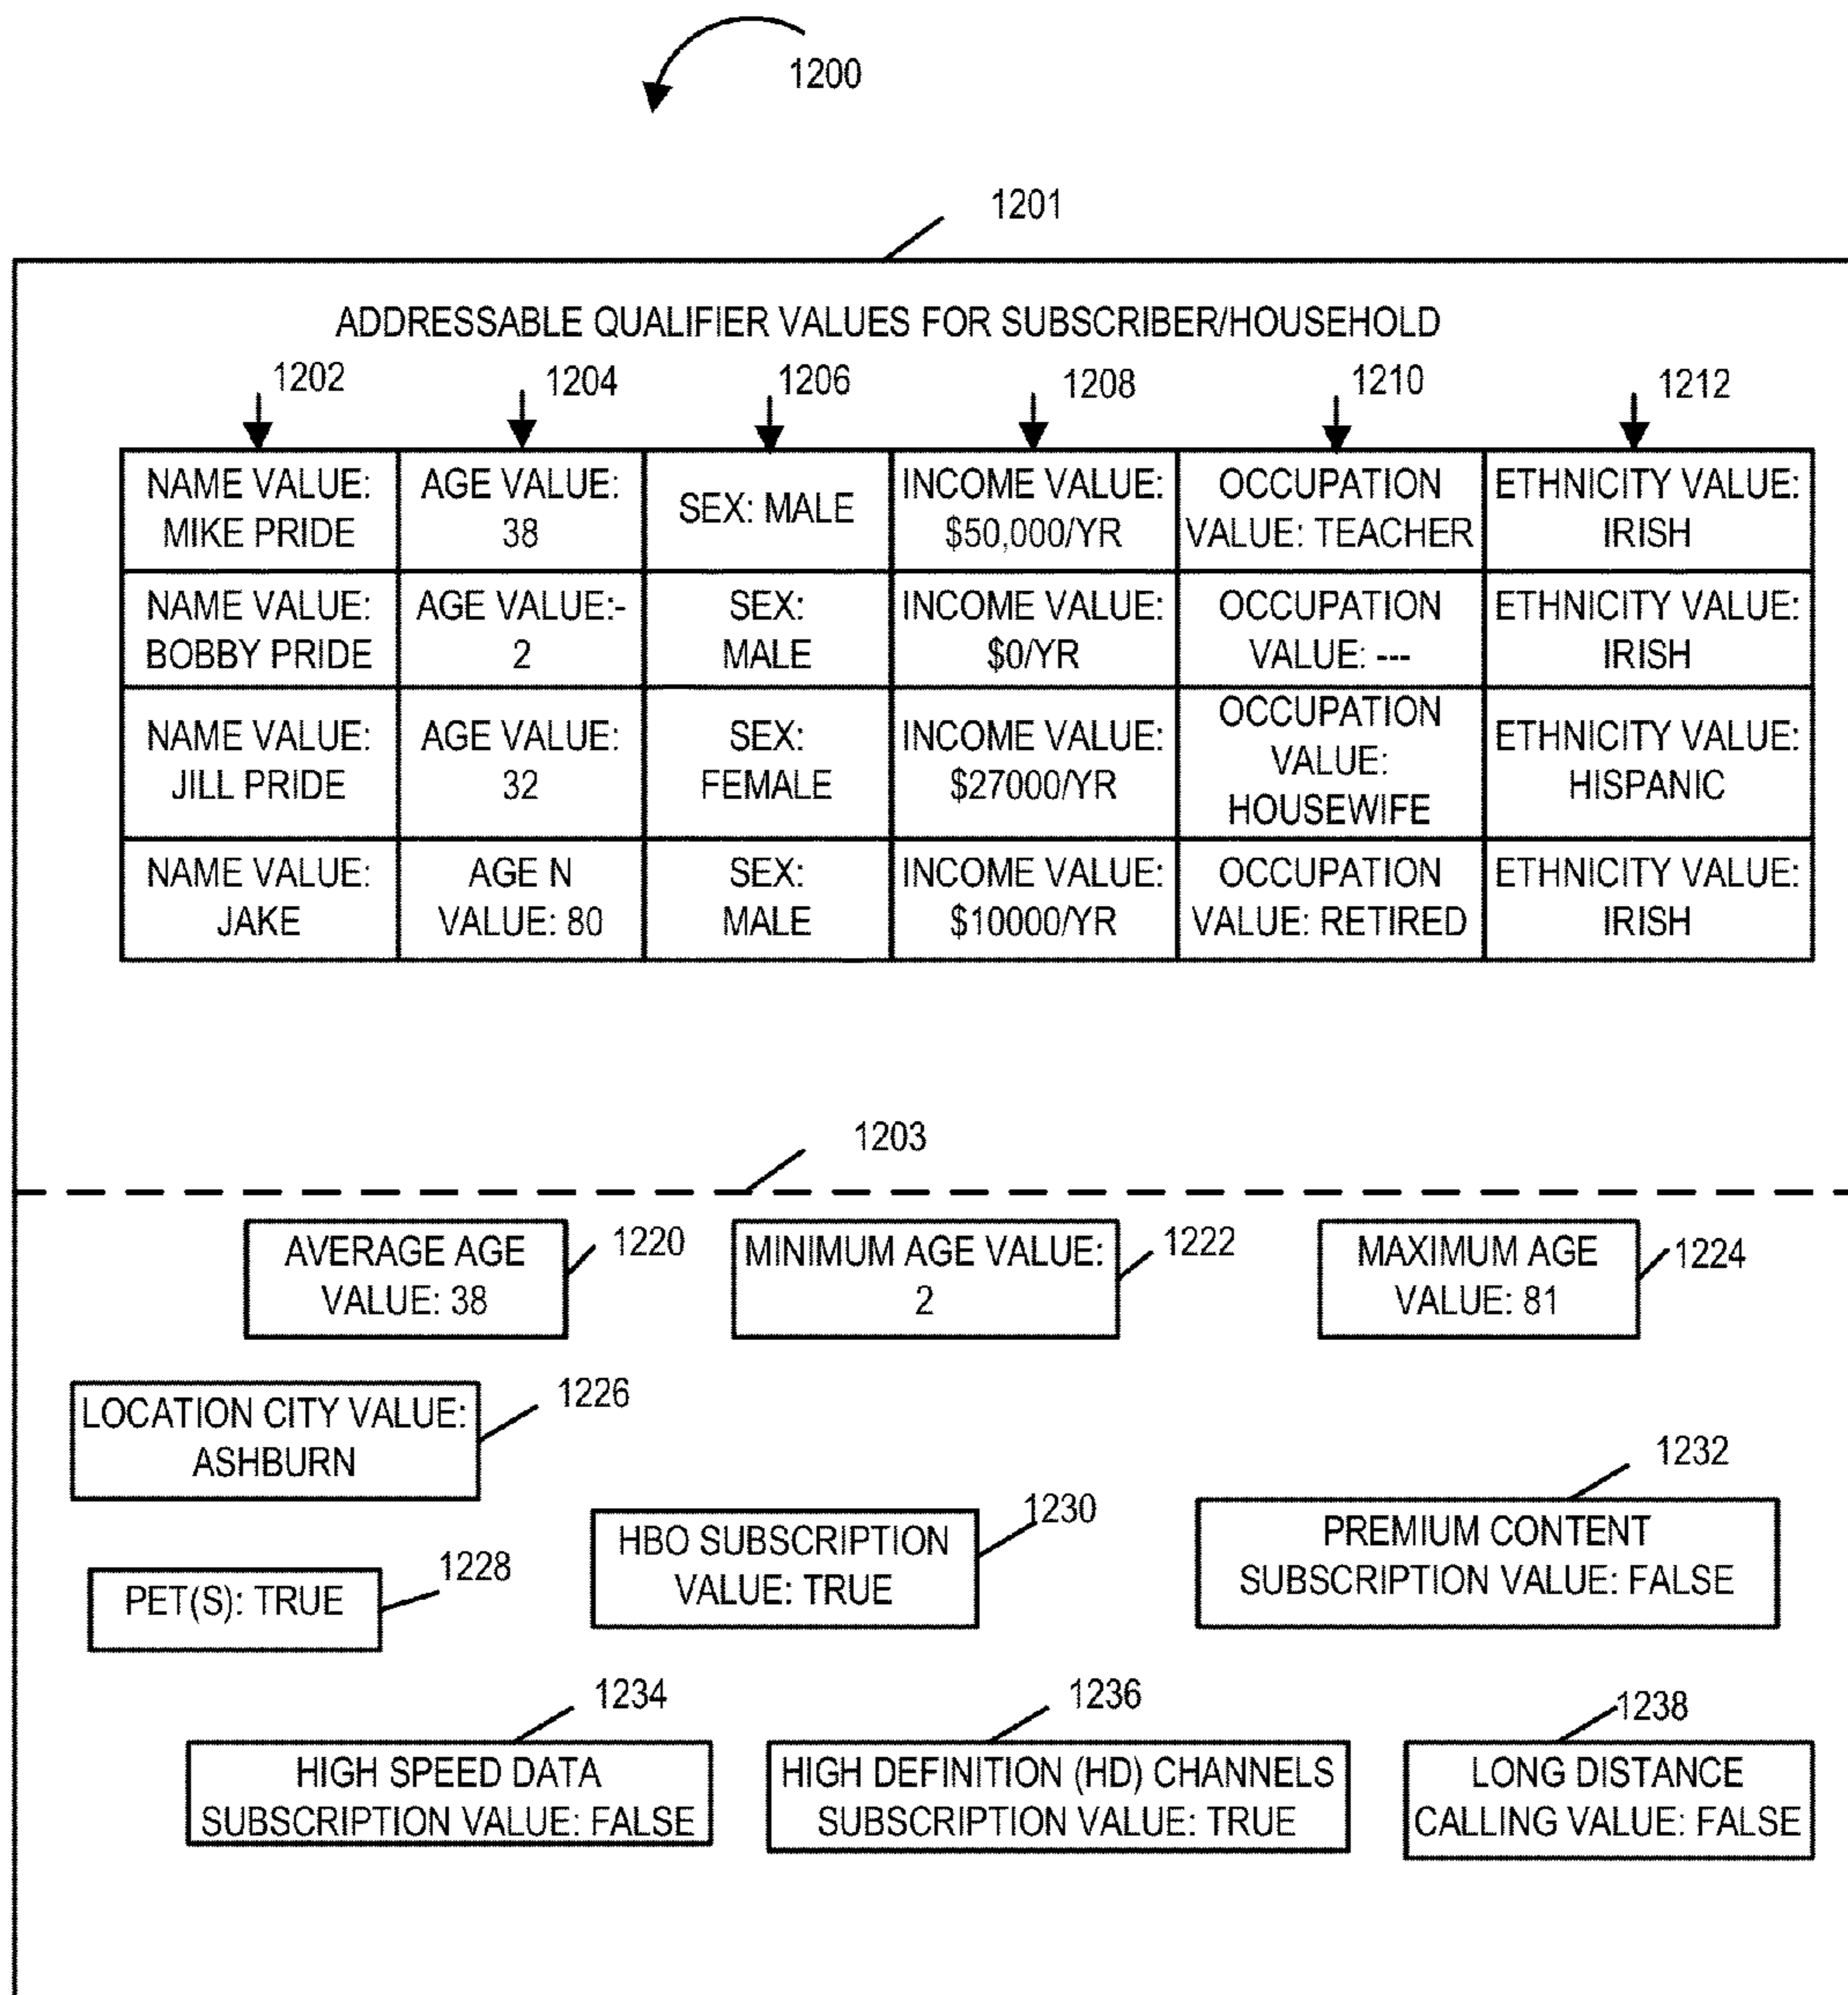 1200
1201
ADDRESSABLE QUALIFIER VALUES FOR SUBSCRIBER/HOUSEHOLD
1202 1204 1206 1208 1210 1212
NAME VALUE:
MIKE PRIDE
AGE VALUE:
38
SEX: MALE
INCOME VALUE:
$50,000/YR
OCCUPATION
VALUE: TEACHER
ETHNICITY VALUE:
IRISH
NAME VALUE:
BOBBY PRIDE
AGE VALUE:-
2
SEX:
MALE
INCOME VALUE:
$0/YR
OCCUPATION
VALUE: ---
ETHNICITY VALUE:
IRISH
NAME VALUE:
JILL PRIDE
AGE VALUE:
32
SEX:
FEMALE
INCOME VALUE:
$27000/YR
OCCUPATION
VALUE:
HOUSEWIFE
ETHNICITY VALUE:
HISPANIC
NAME VALUE:
JAKE
AGE N
VALUE: 80
SEX:
MALE
INCOME VALUE:
$10000/YR
OCCUPATION
VALUE: RETIRED
ETHNICITY VALUE:
IRISH
1203
AVERAGE AGE
VALUE: 38
1220
MINIMUM AGE VALUE:
2
1222
MAXIMUM AGE
VALUE: 81
1224
LOCATION CITY VALUE:
ASHBURN
1226
PET(S): TRUE
1228
HBO SUBSCRIPTION
VALUE: TRUE
1230
1232
PREMIUM CONTENT
SUBSCRIPTION VALUE: FALSE
1234
HIGH SPEED DATA
SUBSCRIPTION VALUE: FALSE
1236
HIGH DEFINITION (HD) CHANNELS
SUBSCRIPTION VALUE: TRUE
1238
LONG DISTANCE
CALLING VALUE: FALSE